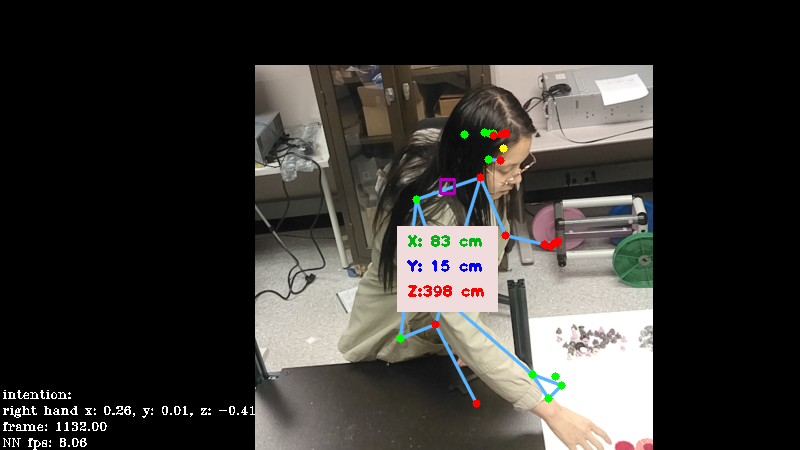 X: 83 cm
Y: 15 cm
Z:398 cm
intention:
right hand x: 0.26, y: 0.01, z: -0.41
frame: 1132.00
NN fps: 8.06